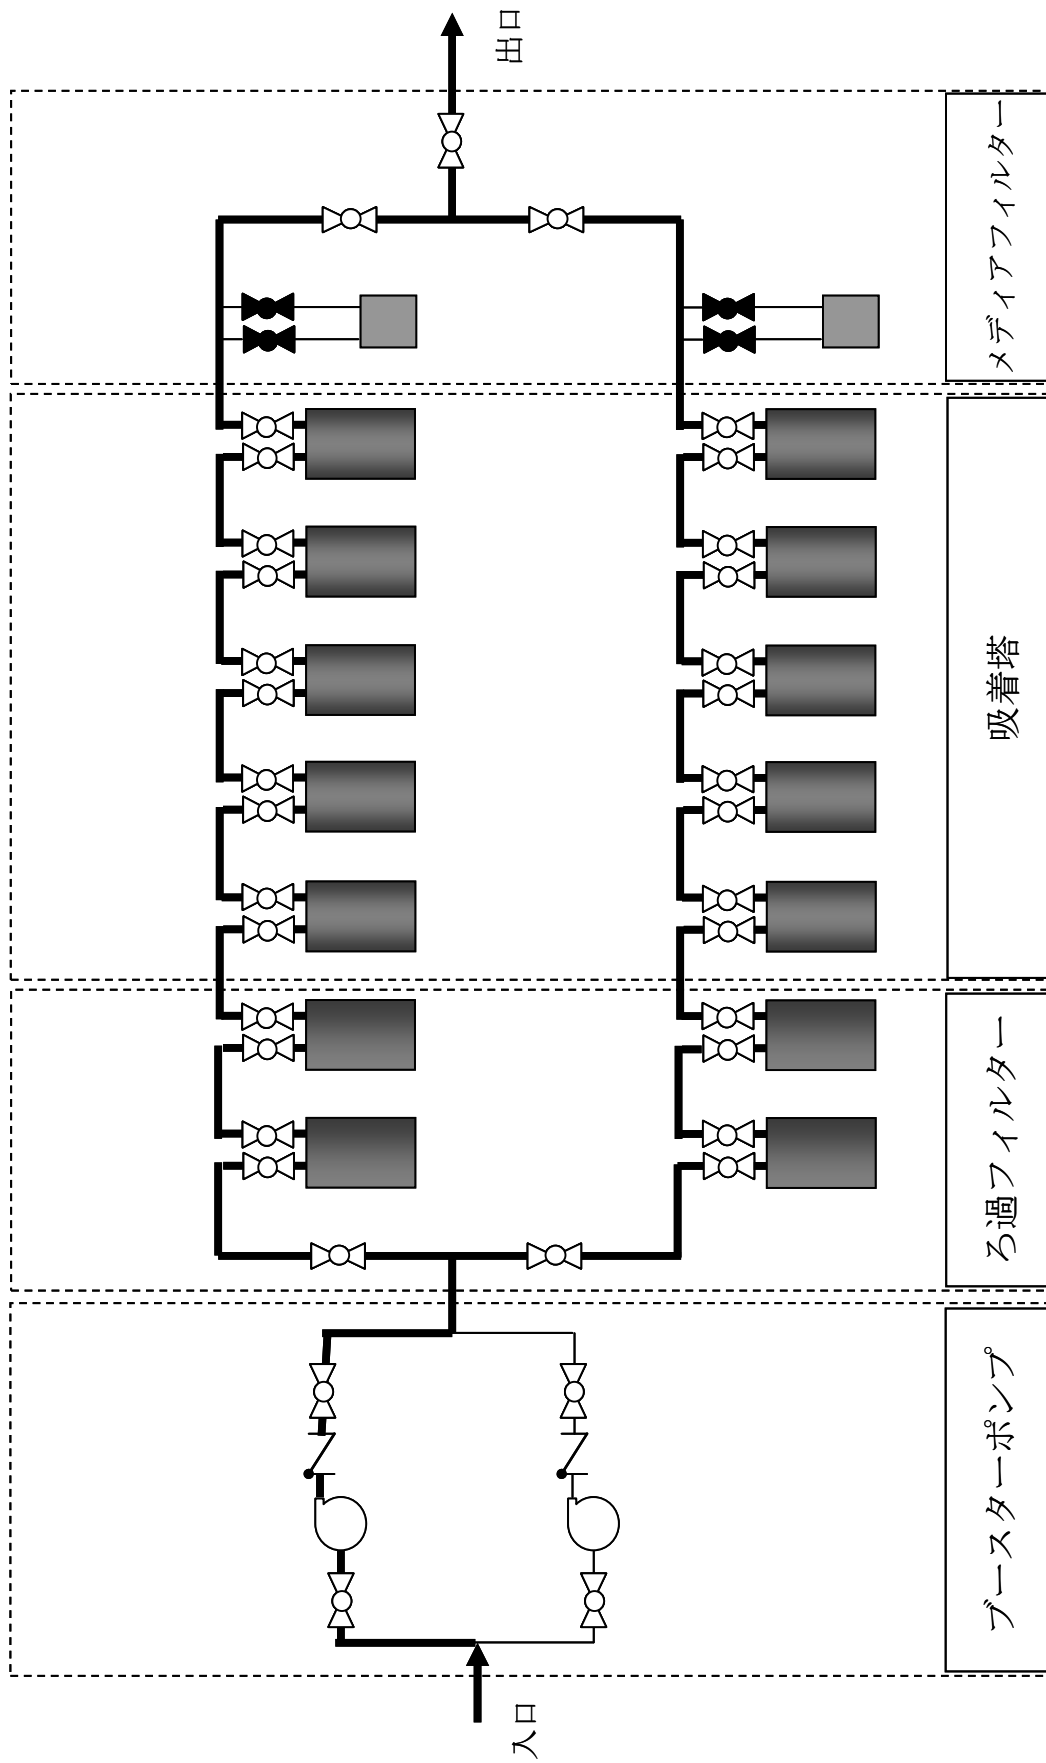 入口
出口
ブースターポンプ
ろ過フィルター
吸着塔
メディアフィルター